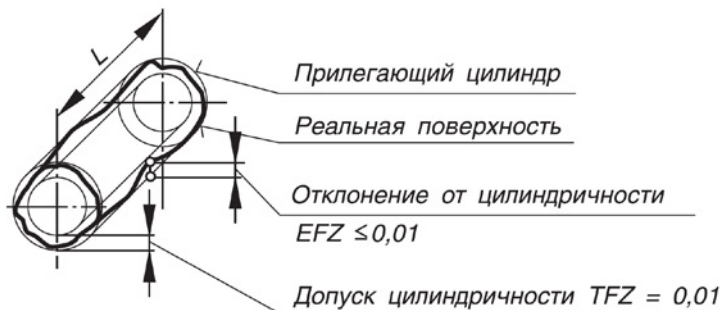 L
Прилегающий цилиндр
Реальная поверхность
Отклонение от цилиндричности
EFZ ≤ 0,01
Допуск цилиндричности TFZ = 0,01